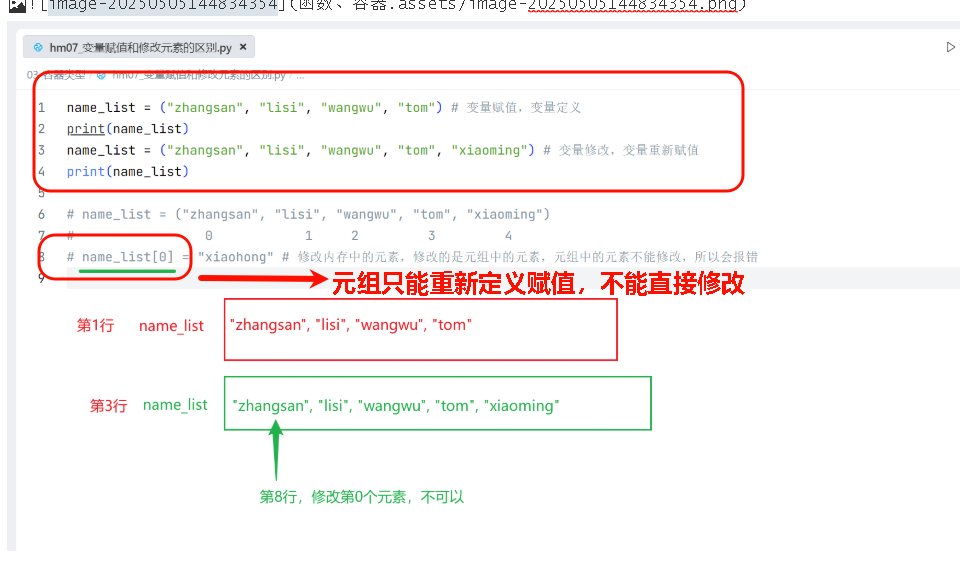 ![image-20250505144834354](函数、容器.assets/image-20250505144834354.png)
hm07_变量赋值和修改元素的区别.py ×
03_容器类型 hm07_变量赋值和修改元素的区别.py / ...
1 name_list = ("zhangsan", "lisi", "wangwu", "tom") # 变量赋值，变量定义
2 print(name_list)
3 name_list = ("zhangsan", "lisi", "wangwu", "tom", "xiaoming") # 变量修改，变量重新赋值
4 print(name_list)
5
6 # name_list = ("zhangsan", "lisi", "wangwu", "tom", "xiaoming")
7 # 0 1 2 3 4
8 # name_list[0] = "xiaohong" # 修改内存中的元素，修改的是元组中的元素，元组中的元素不能修改，所以会报错
9
元组只能重新定义赋值，不能直接修改
第1行 name_list "zhangsan", "lisi", "wangwu", "tom"
第3行 name_list "zhangsan", "lisi", "wangwu", "tom", "xiaoming"
第8行，修改第0个元素，不可以